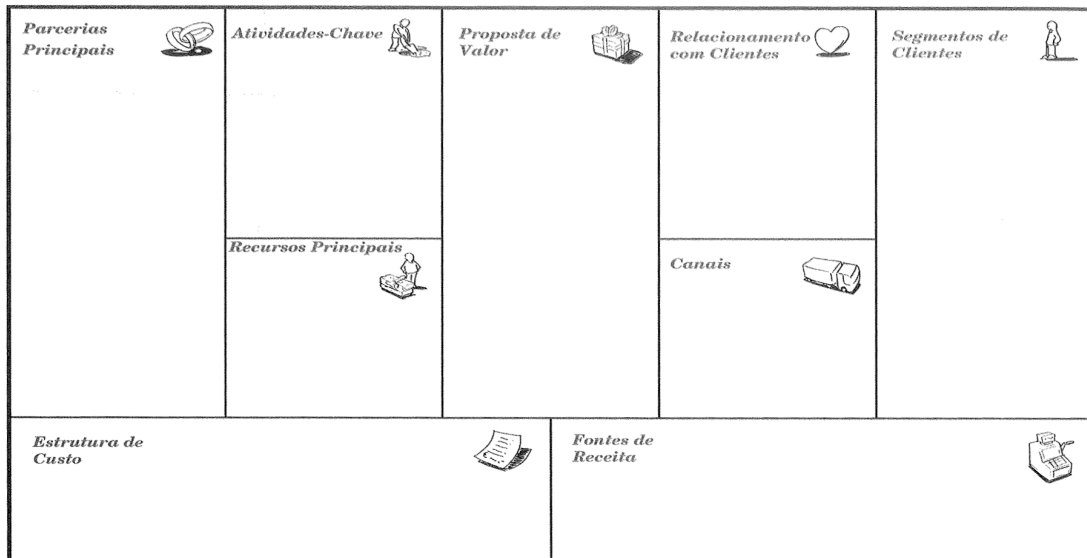 Parcerias
Principais
Atividades-Chave
Recursos Principais
Proposta de
Valor
Relacionamento
com Clientes
Canais
Segmentos de
Clientes
Estrutura de
Custo
Fontes de
Receita